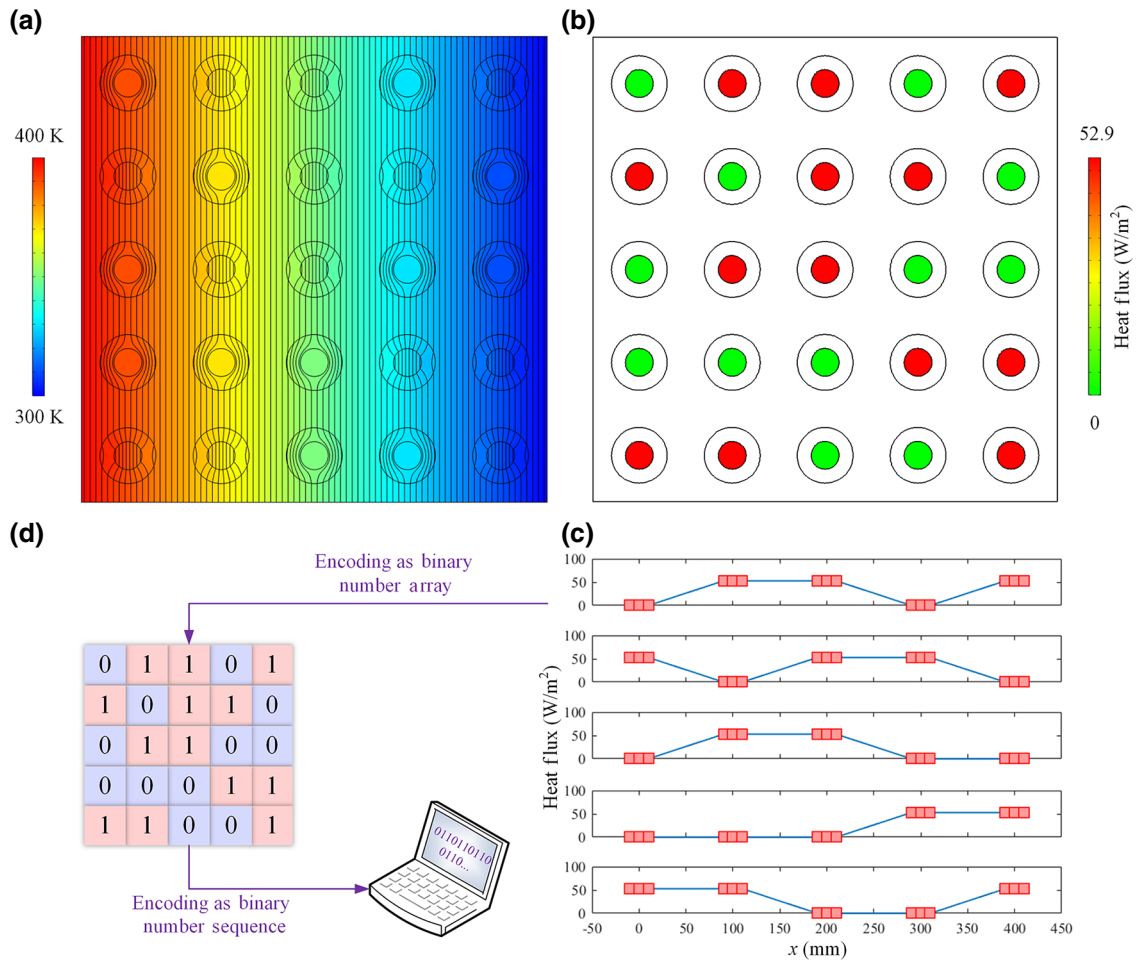 (a)
400 K
300 K
(b)
52.9
Heat flux (W/m²)
0
(d)
Encoding as binary
number array
0 1 1 0 1
1 0 1 1 0
0 1 1 0 0
0 0 0 1 1
1 1 0 0 1
Encoding as binary
number sequence
0110110110
0110...
(c)
100
50
0
100
50
0
100
50
0
100
50
0
100
50
0
Heat flux (W/m²)
-50 0 50 100 150 200 250 300 350 400 450
x (mm)